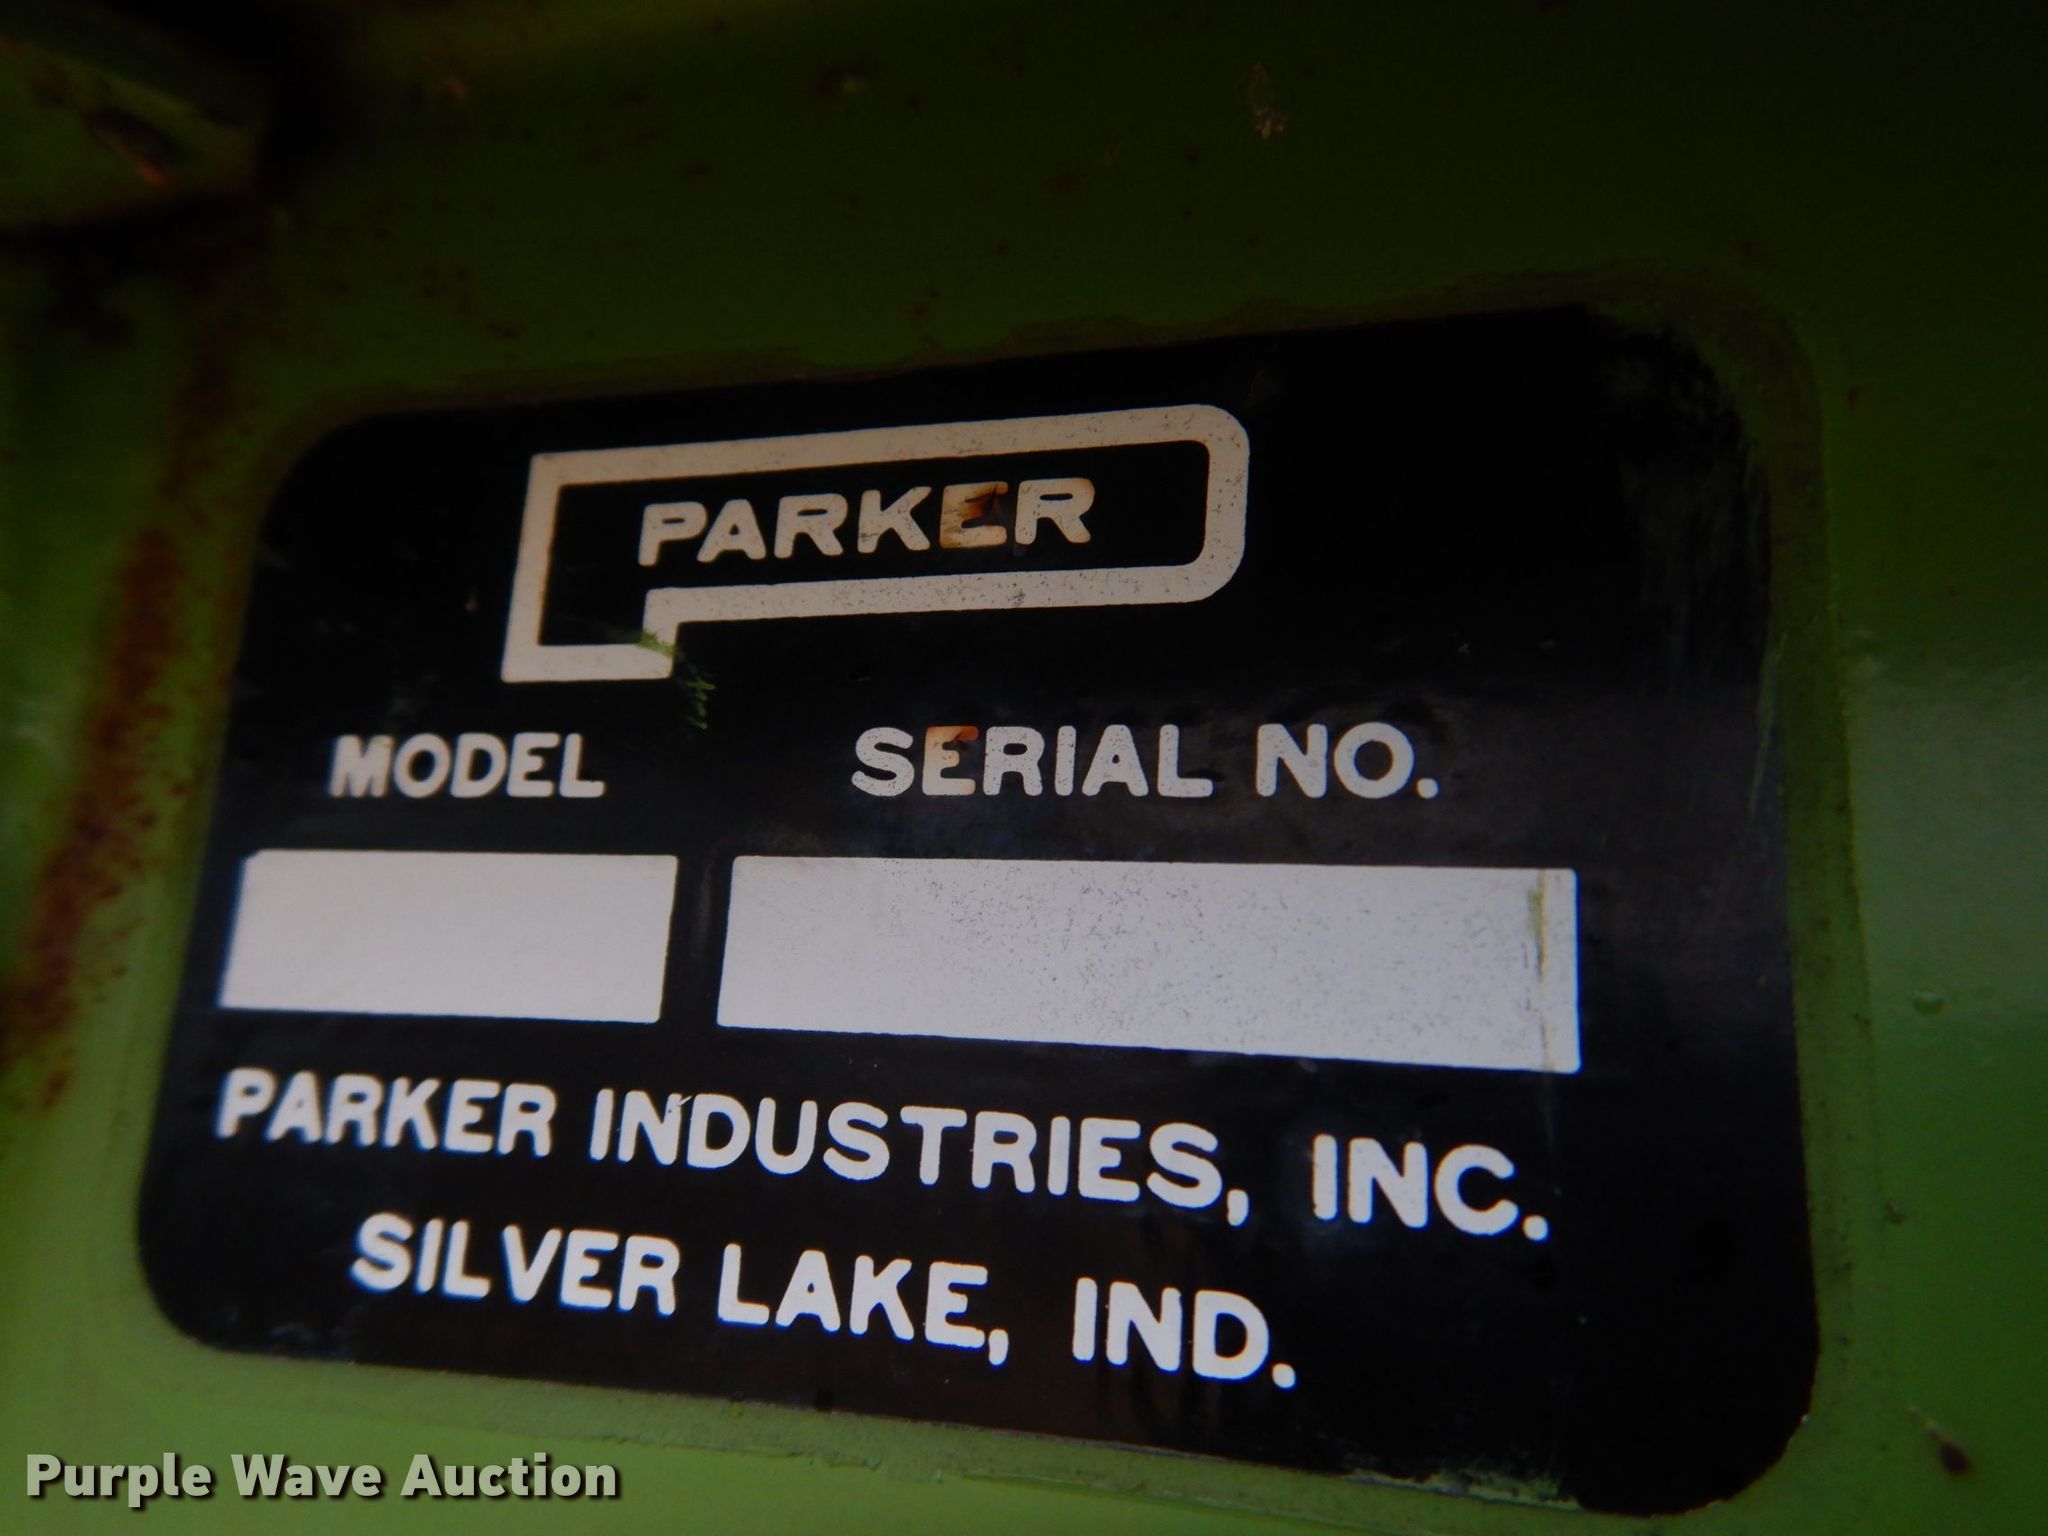 PARKER
MODEL SERIAL NO.
PARKER INDUSTRIES, INC.
SILVER LAKE, IND.
Purple Wave Auction